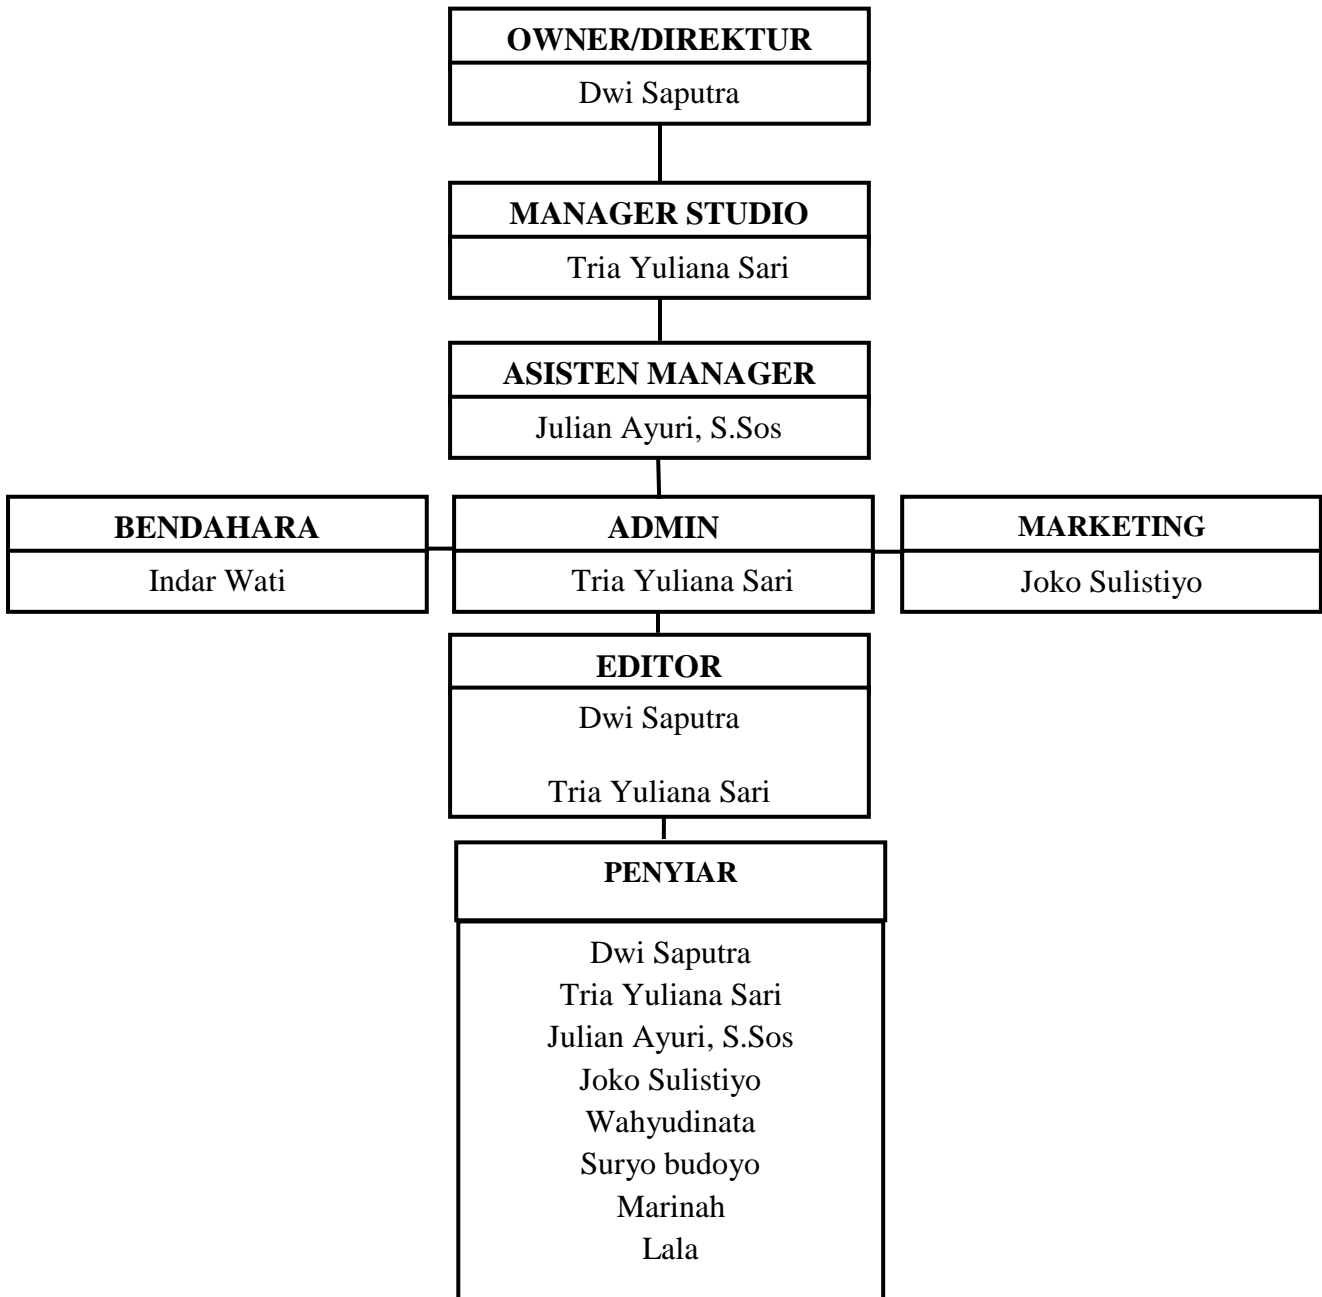 OWNER/DIREKTUR
Dwi Saputra
MANAGER STUDIO
Tria Yuliana Sari
ASISTEN MANAGER
Julian Ayuri, S.Sos
BENDAHARA
Indar Wati
ADMIN
Tria Yuliana Sari
MARKETING
Joko Sulistiyo
EDITOR
Dwi Saputra
Tria Yuliana Sari
PENYIAR
Dwi Saputra
Tria Yuliana Sari
Julian Ayuri, S.Sos
Joko Sulistiyo
Wahyudinata
Suryo budoyo
Marinah
Lala